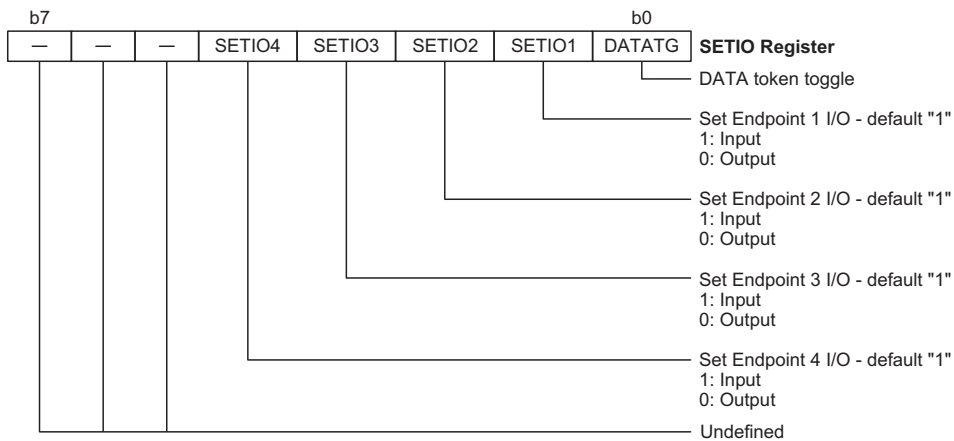 b7 b0
— — — SETIO4 SETIO3 SETIO2 SETIO1 DATATG SETIO Register
DATA token toggle
Set Endpoint 1 I/O - default "1"
1: Input
0: Output
Set Endpoint 2 I/O - default "1"
1: Input
0: Output
Set Endpoint 3 I/O - default "1"
1: Input
0: Output
Set Endpoint 4 I/O - default "1"
1: Input
0: Output
Undefined